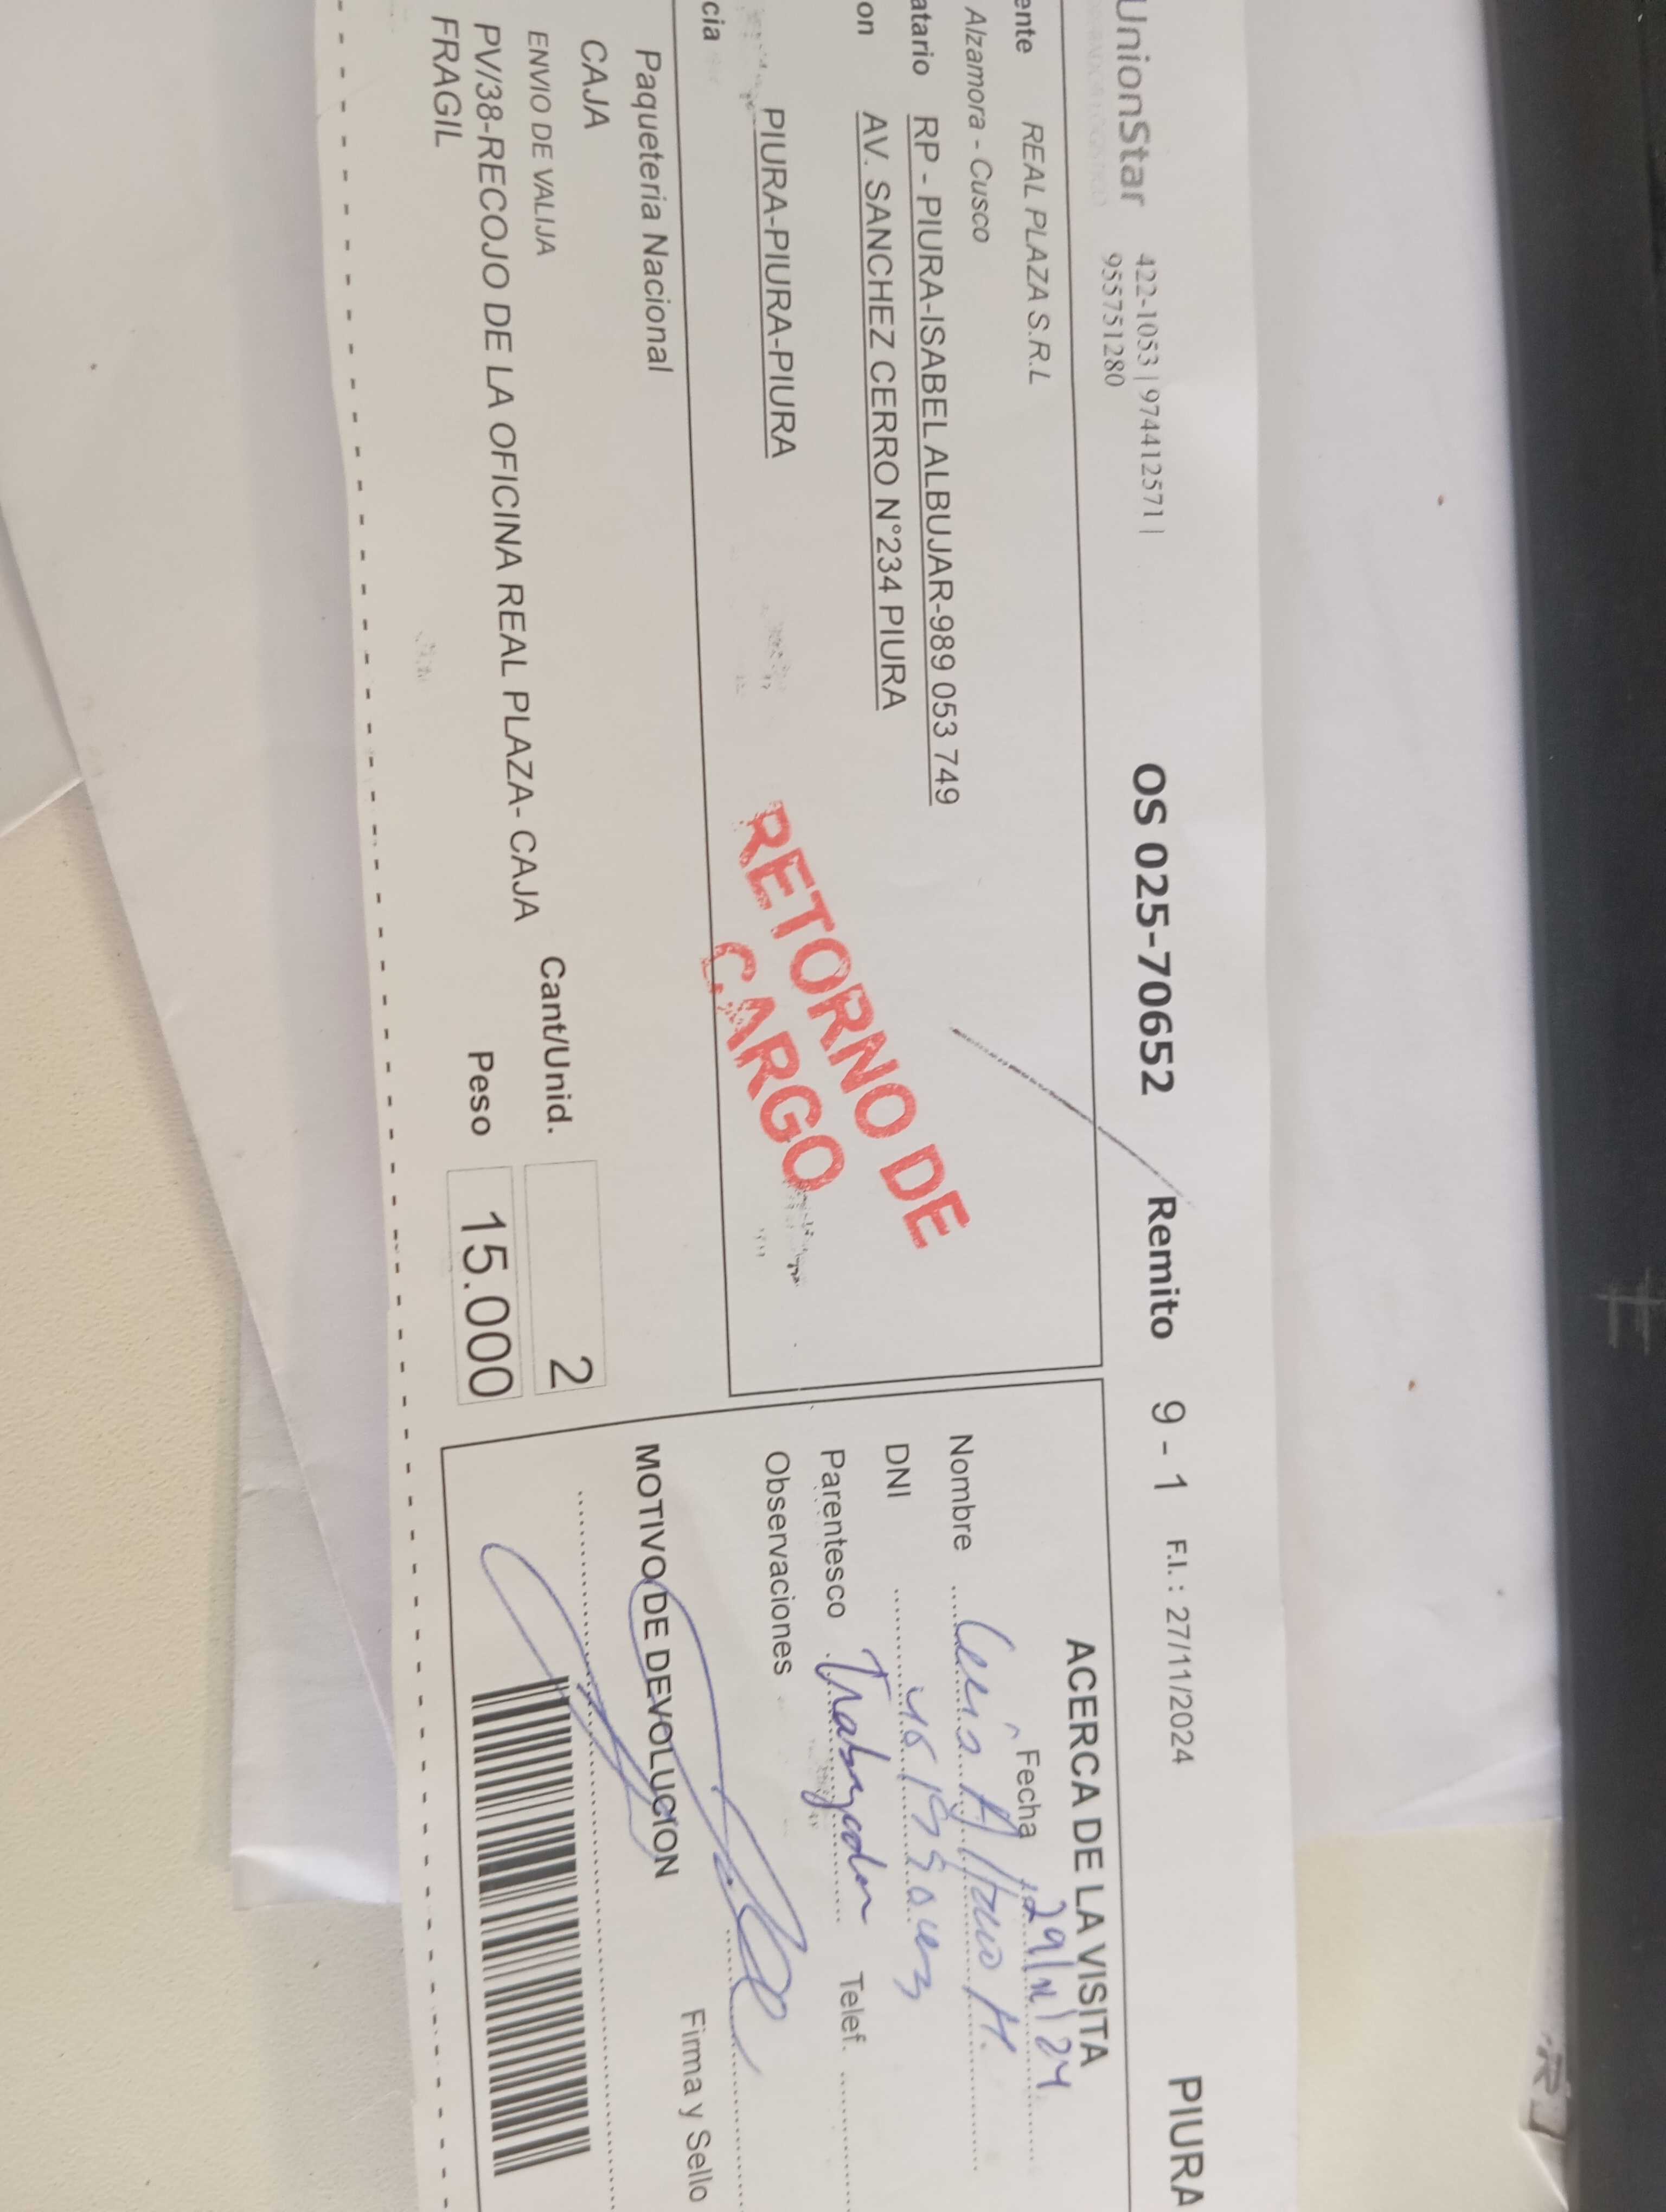 UnionStar
422-1053 | 974412571 |
955751280
OS 025-70652
Remito 9 - 1
F.I. : 27/11/2024
PIURA
ente REAL PLAZA S.R.L
Alzamora - Cusco
atario RP - PIURA-ISABEL ALBUJAR-989 053 749
on AV. SANCHEZ CERRO N°234 PIURA
PIURA-PIURA-PIURA
cia
RETORNO DE
CARGO
Paqueteria Nacional
CAJA
ENVIO DE VALIJA
PV/38-RECOJO DE LA OFICINA REAL PLAZA- CAJA
FRAGIL
Cant/Unid. 2
Peso 15.000
ACERCA DE LA VISITA
Fecha
Nombre
DNI
Parentesco Trabajador Telef.
Observaciones
MOTIVO DE DEVOLUCION
Firma y Sello